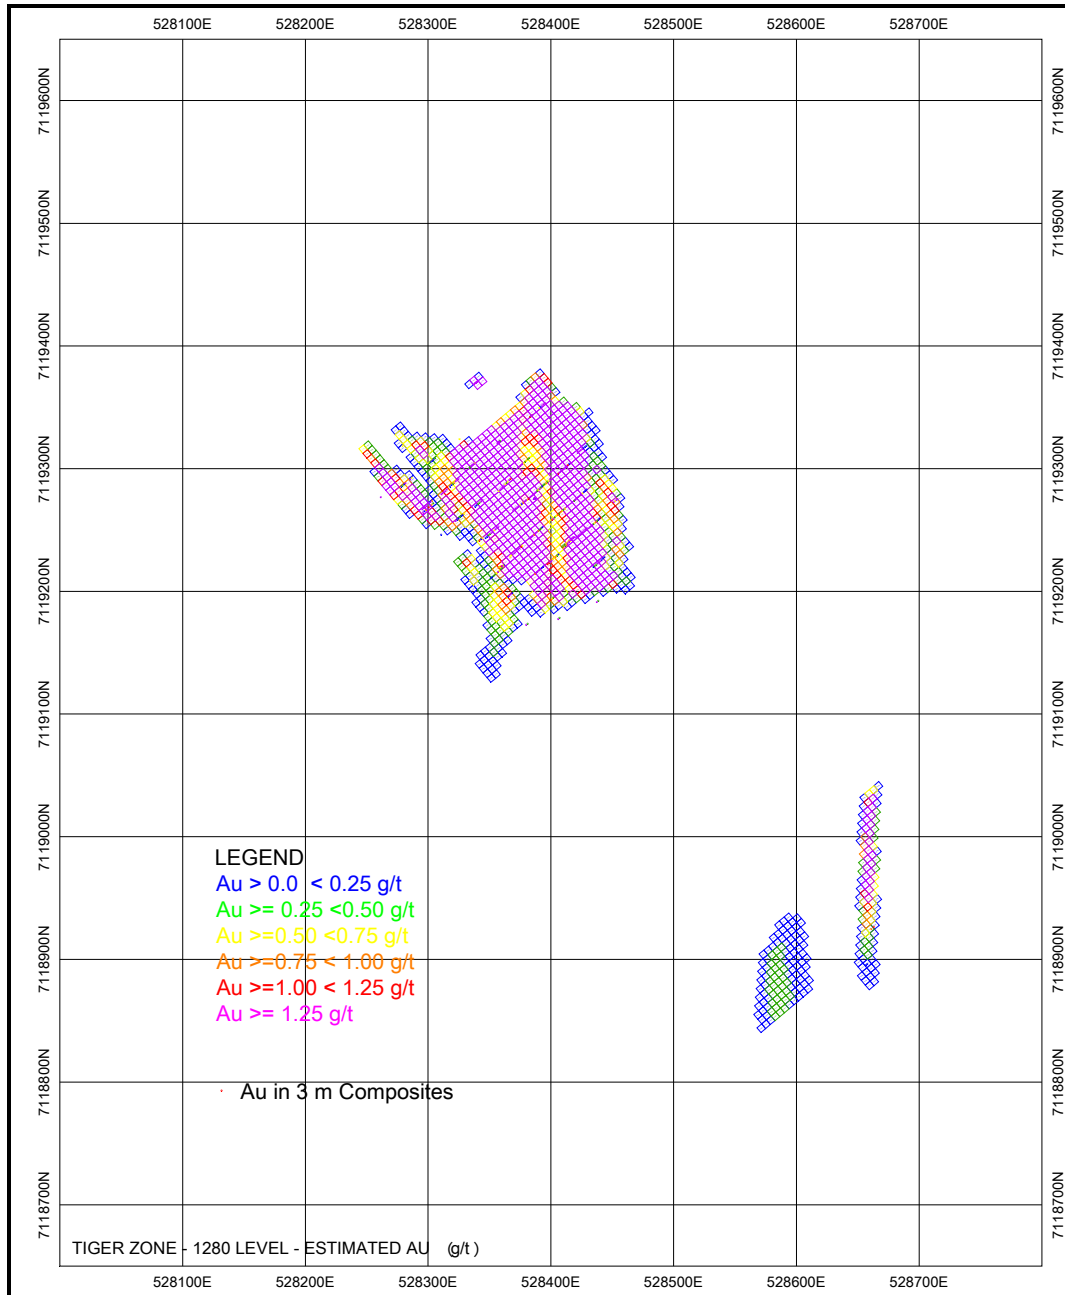 528100E 528200E 528300E 528400E 528500E 528600E 528700E
7119600N 7119600N
7119500N 7119500N
7119400N 7119400N
7119300N 7119300N
7119200N 7119200N
7119100N 7119100N
7119000N 7119000N
LEGEND
Au > 0.0 < 0.25 g/t
Au >= 0.25 <0.50 g/t
Au >=0.50 <0.75 g/t
Au >=0.75 < 1.00 g/t
Au >=1.00 < 1.25 g/t
Au >= 1.25 g/t
7118900N 7118900N
Au in 3 m Composites
7118800N 7118800N
7118700N 7118700N
TIGER ZONE - 1280 LEVEL - ESTIMATED AU (g/t )
528100E 528200E 528300E 528400E 528500E 528600E 528700E